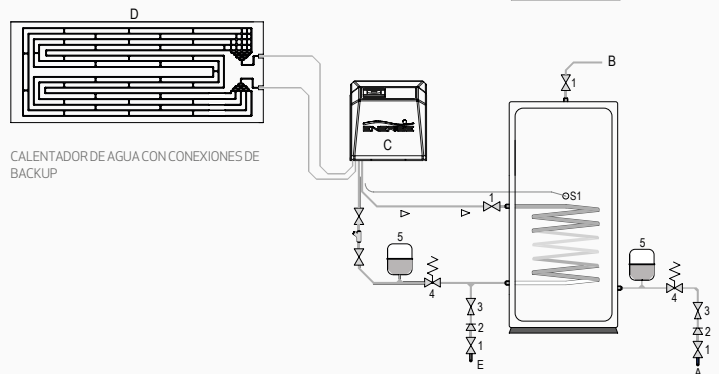 D
B
1
ENERGIE
C
CALENTADOR DE AGUA CON CONEXIONES DE
BACKUP
S1
1
5
5
4
4
3
3
2
2
1
1
E
A